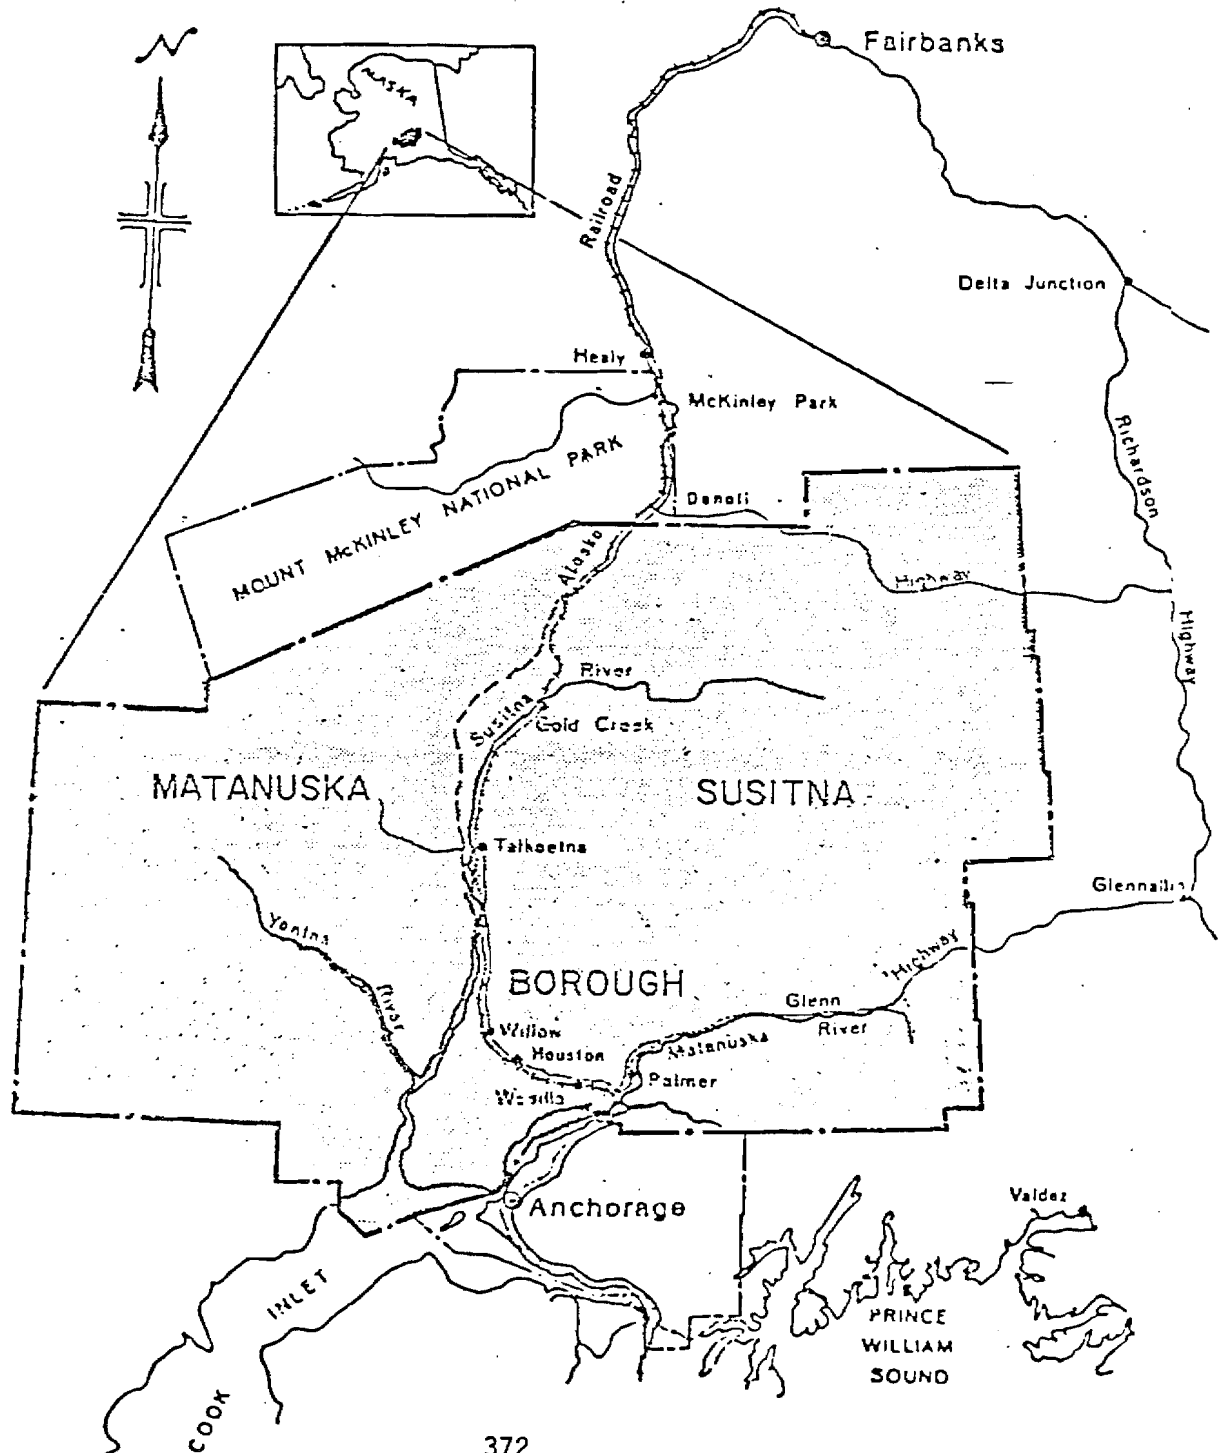 N
ALASKA
Fairbanks
Railroad
Delta Junction
Healy
McKinley Park
Richardson
MOUNT McKINLEY NATIONAL PARK
Denali
Alaska
Highway
Highway
River
Susitna
Gold Creek
MATANUSKA
SUSITNA
Talkeetna
Glennallen
Yentna
River
Highway
BOROUGH
Glenn
River
Willow
Matanuska
Houston
Palmer
Wasilla
Anchorage
Valdez
INLET
COOK
PRINCE
WILLIAM
SOUND
372